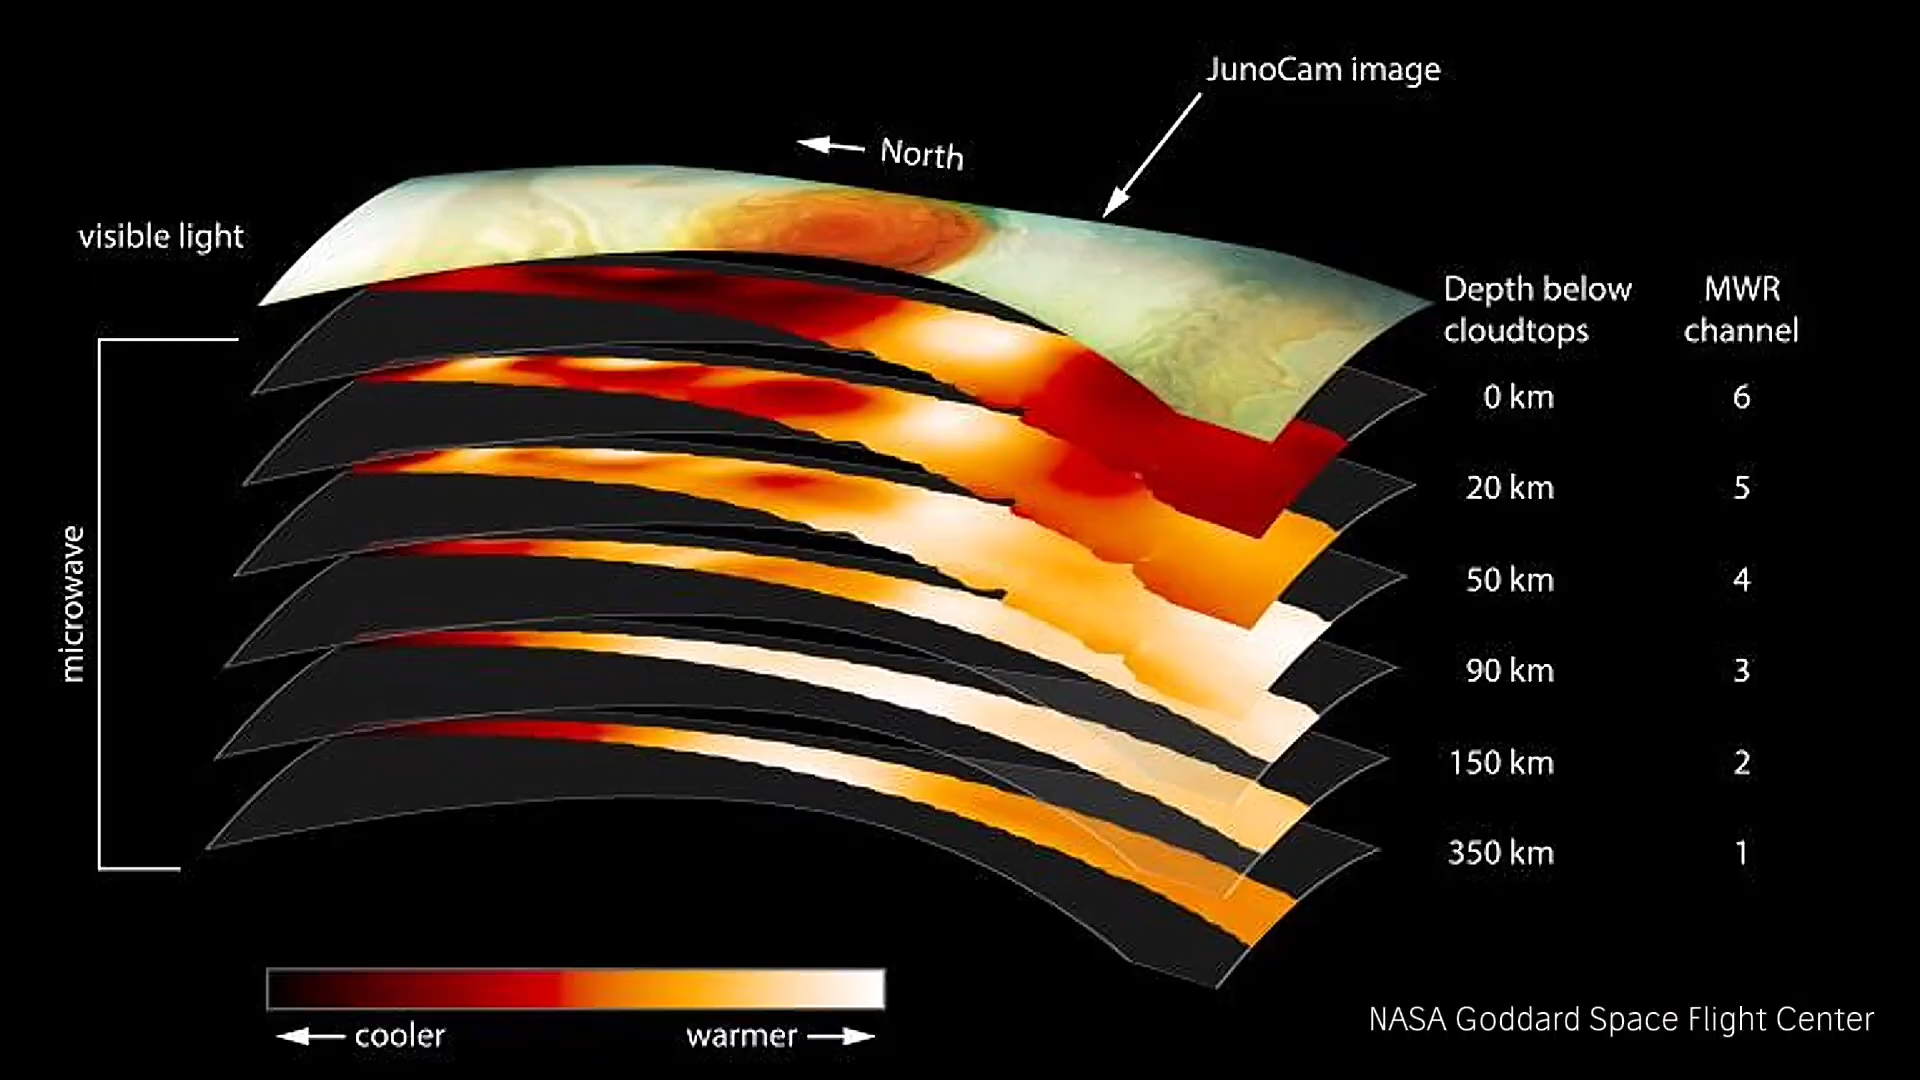 JunoCam image
North
visible light
Depth below
cloudtops
MWR
channel
0 km 6
20 km 5
50 km 4
90 km 3
150 km 2
350 km 1
microwave
cooler
warmer
NASA Goddard Space Flight Center